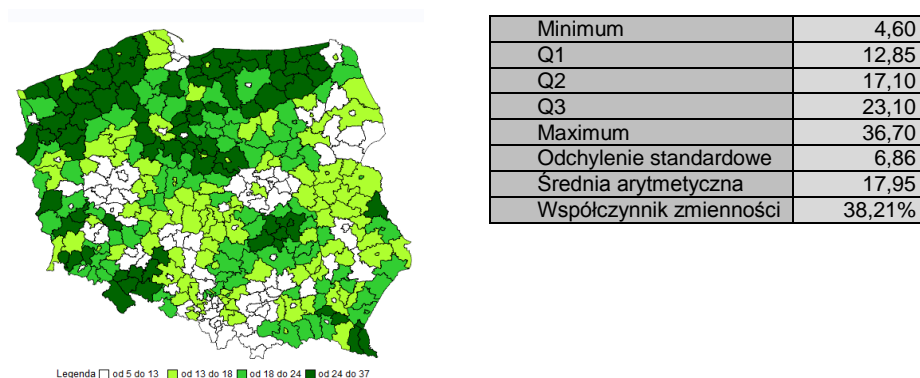 Minimum 4,60
Q1 12,85
Q2 17,10
Q3 23,10
Maximum 36,70
Odchylenie standardowe 6,86
Średnia arytmetyczna 17,95
Współczynnik zmienności 38,21%
Legenda od 5 do 13 od 13 do 18 od 18 do 24 od 24 do 37